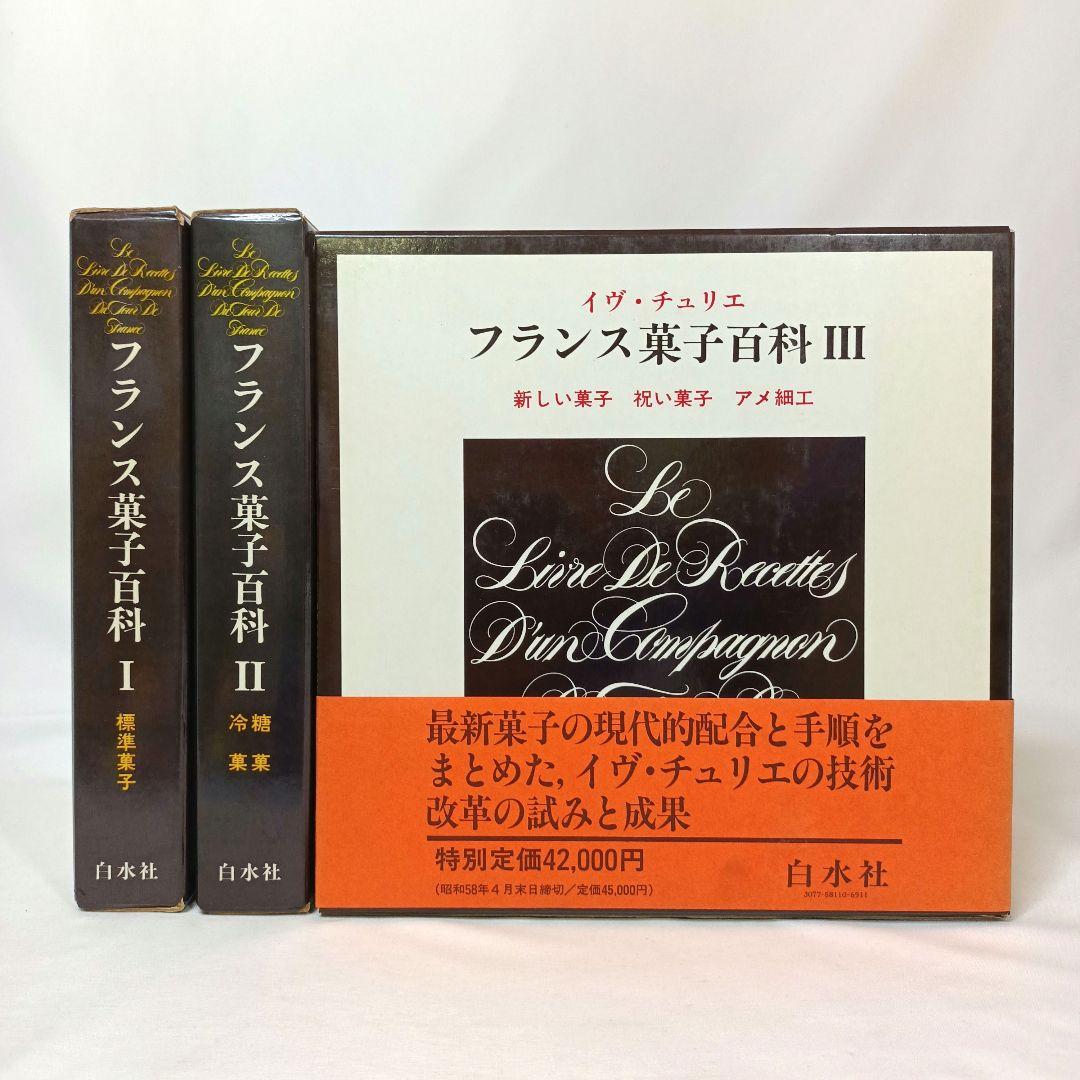 Le
Livre De Recettes
D'un Compagnon
Du Tour De
France
フランス菓子百科 I
標準菓子
白水社
Le
Livre De Recettes
D'un Compagnon
Du Tour De
France
フランス菓子百科 II
糖菓
冷菓
白水社
イヴ・チュリエ
フランス菓子百科 III
新しい菓子 祝い菓子 アメ細工
Le
Livre De Recettes
D'un Compagnon
最新菓子の現代的配合と手順を
まとめた,イヴ・チュリエの技術
改革の試みと成果
特別定価42,000円
(昭和58年4月末日締切/定価45,000円)
白水社
3077-58110-6911